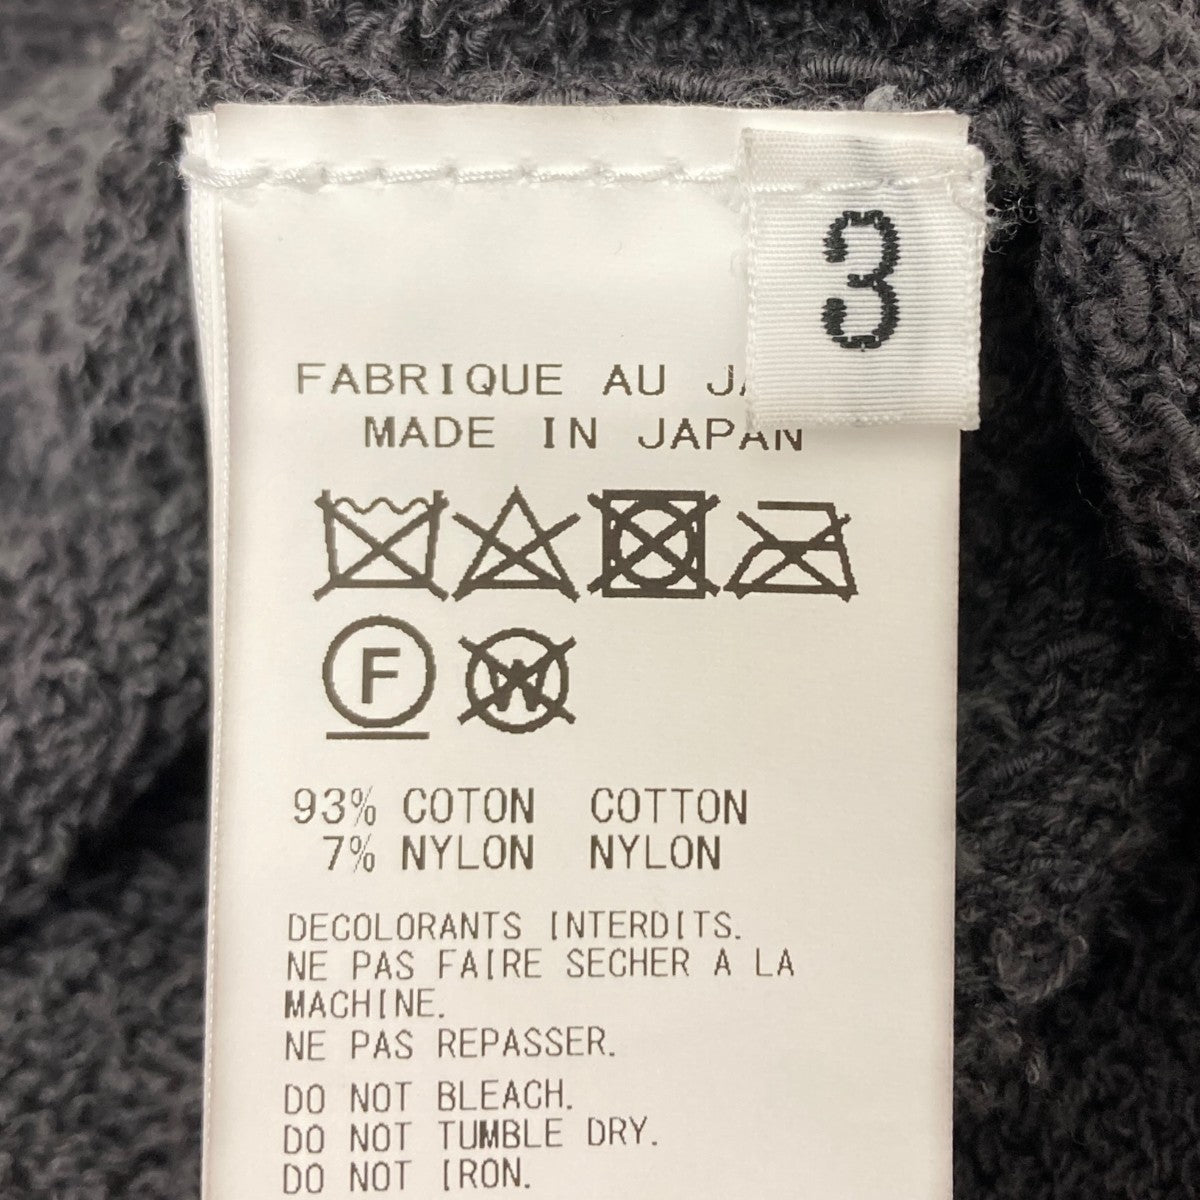 3
FABRIQUE AU
MADE IN JAPAN
F
W
93% COTON COTTON
7% NYLON NYLON
DECOLORANTS INTERDITS.
NE PAS FAIRE SECHER A LA
MACHINE.
NE PAS REPASSER.
DO NOT BLEACH.
DO NOT TUMBLE DRY.
DO NOT IRON.